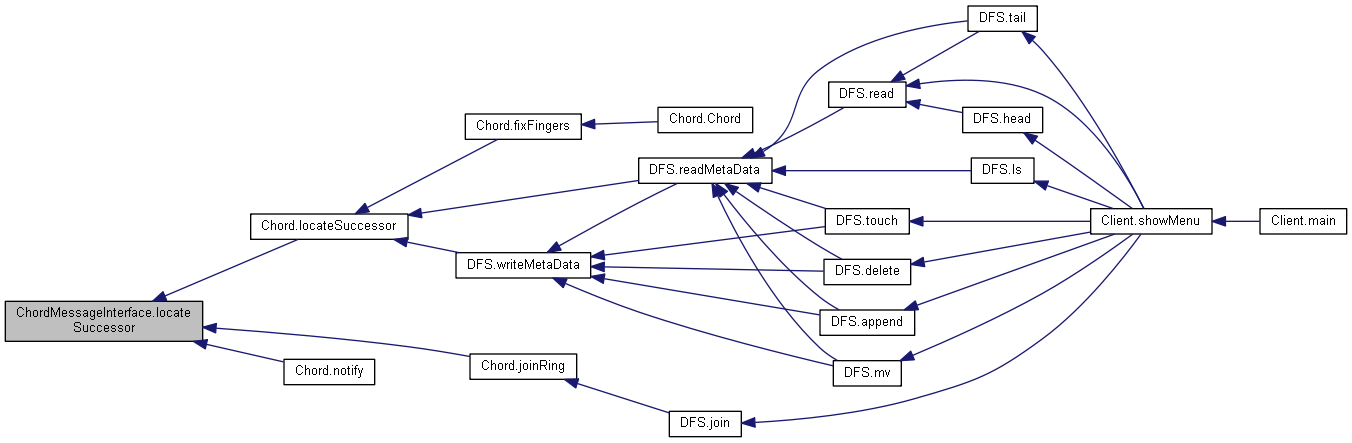 DFS.tail
DFS.read
Chord.fixFingers
Chord.Chord
DFS.head
DFS.readMetaData
DFS.ls
Chord.locateSuccessor
DFS.touch
Client.showMenu
Client.main
DFS.writeMetaData
DFS.delete
ChordMessageInterface.locate
Successor
DFS.append
Chord.notify
Chord.joinRing
DFS.mv
DFS.join